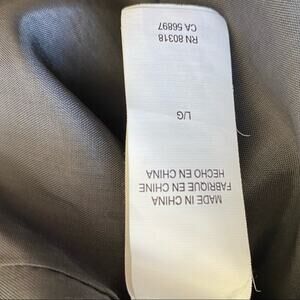 MADE IN CHINA
FABRIQUE EN CHINE
HECHO EN CHINA
L/G
CA 56897
RN 80318